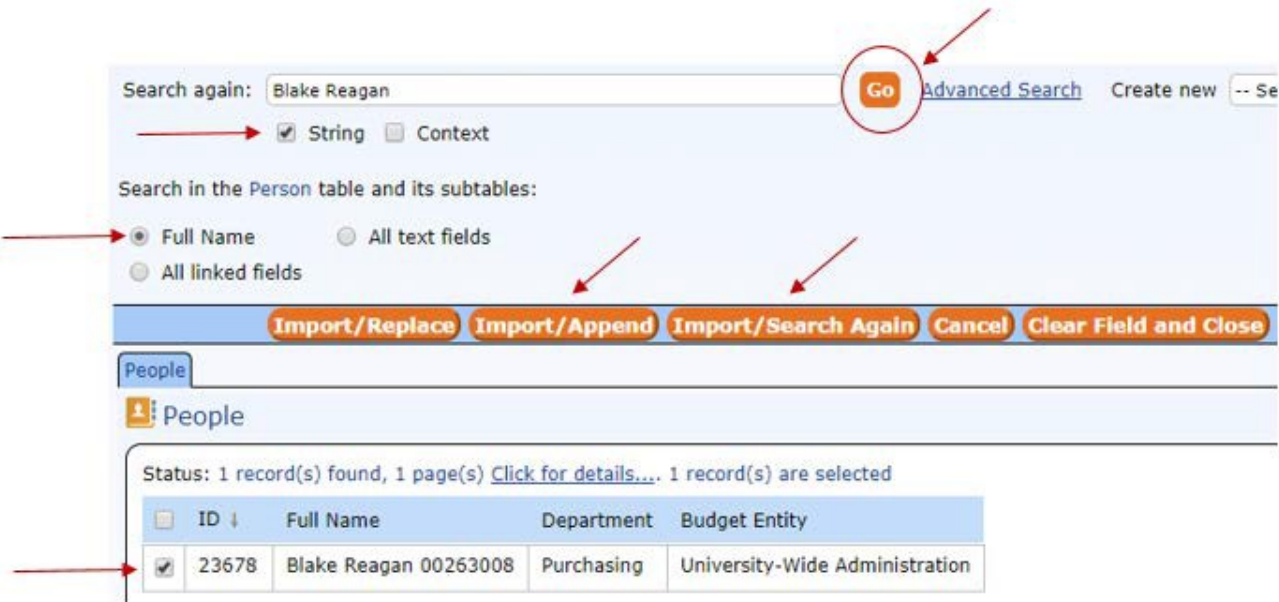 Search again: Blake Reagan Go Advanced Search Create new -- Se
String Context
Search in the Person table and its subtables:
Full Name All text fields
All linked fields
Import/Replace Import/Append Import/Search Again Cancel Clear Field and Close
People
People
Status: 1 record(s) found, 1 page(s) Click for details.... 1 record(s) are selected
ID ↓ Full Name Department Budget Entity
23678 Blake Reagan 00263008 Purchasing University-Wide Administration